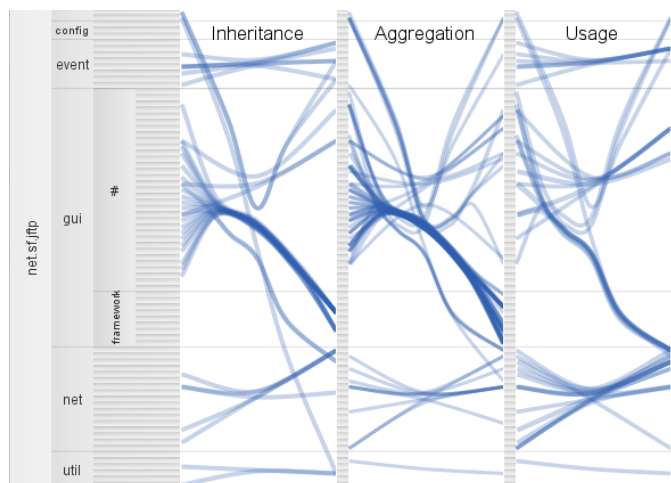 Inheritance
Aggregation
Usage
config
event
net.sf.jftp
gui
#
framework
net
util